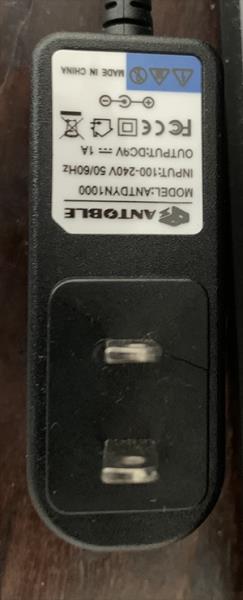 ANTOBLE
MODEL:ANTDYN1000
INPUT:100-240V 50/60Hz
OUTPUT:DC9V ⎓ 1A
FC CE
MADE IN CHINA